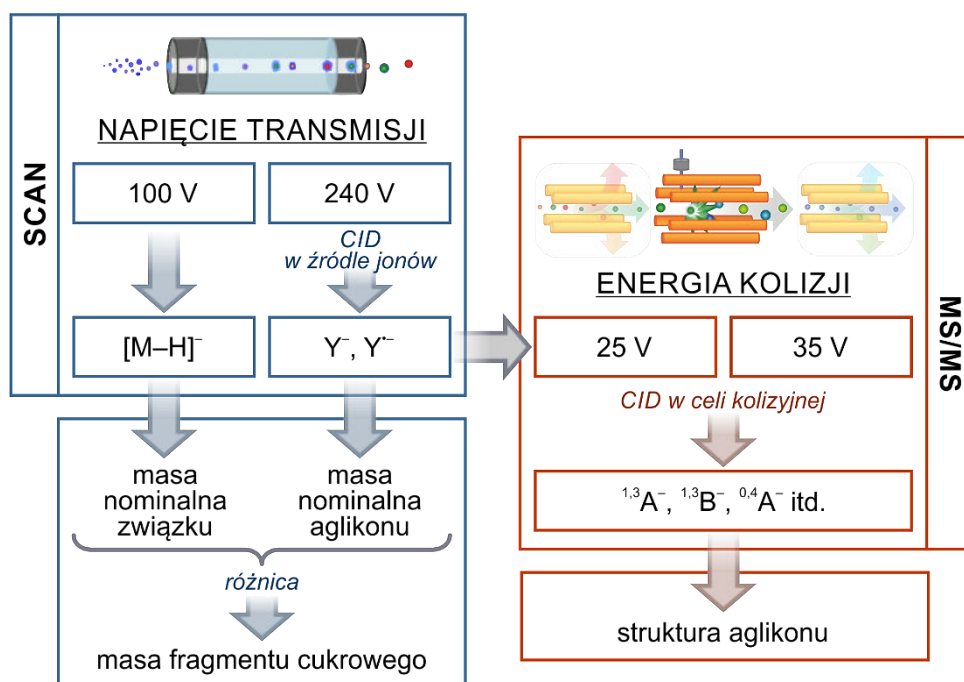 SCAN
NAPIĘCIE TRANSMISJI
100 V
240 V
CID
w źródle jonów
[M–H]⁻
Y⁻, Y•⁻
masa
nominalna
związku
masa
nominalna
aglikonu
różnica
masa fragmentu cukrowego
MS/MS
ENERGIA KOLIZJI
25 V
35 V
CID w celi kolizyjnej
¹,³A⁻, ¹,³B⁻, ⁰,⁴A⁻ itd.
struktura aglikonu